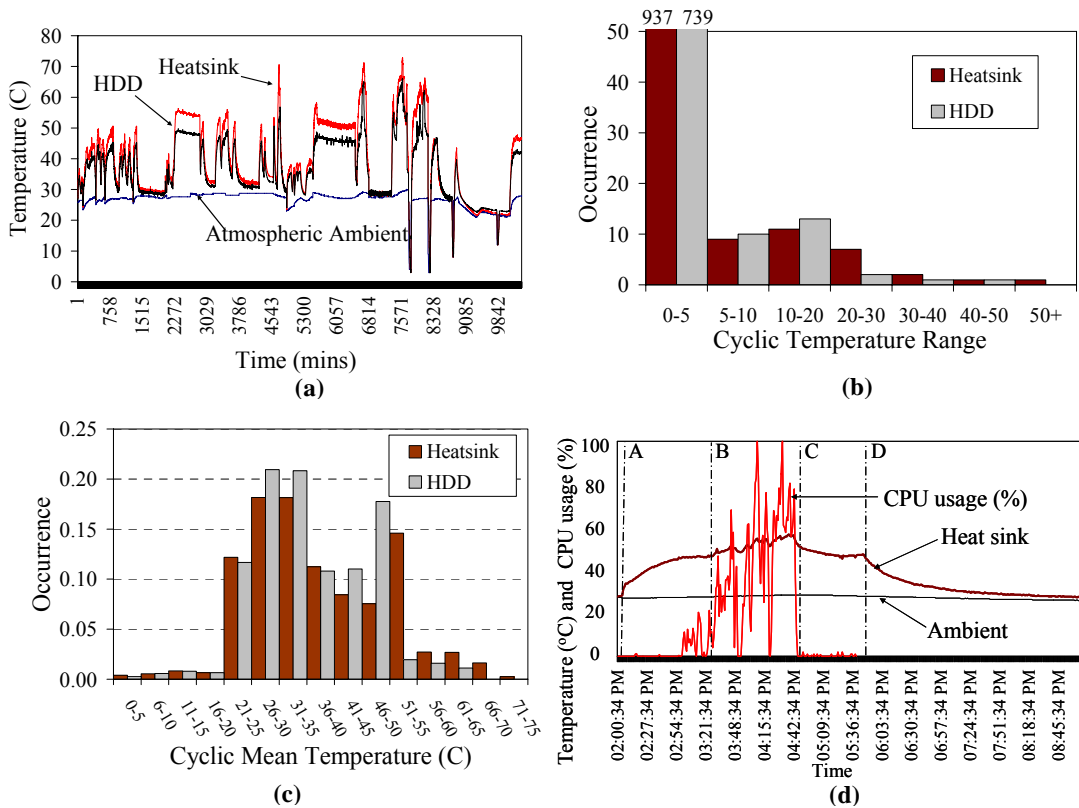 80
70
60
50
40
30
20
10
0
Temperature (C)
HDD
Heatsink
Atmospheric Ambient
1
758
1515
2272
3029
3786
4543
5300
6057
6814
7571
8328
9085
9842
Time (mins)
(a)
937 739
50
40
30
20
10
0
Occurrence
Heatsink
HDD
0-5 5-10 10-20 20-30 30-40 40-50 50+
Cyclic Temperature Range
(b)
0.25
0.20
0.15
0.10
0.05
0.00
Occurrence
Heatsink
HDD
0-5
6-10
11-15
16-20
21-25
26-30
31-35
36-40
41-45
46-50
51-55
56-60
61-65
66-70
71-75
Cyclic Mean Temperature (C)
(c)
Temperature (°C) and CPU usage (%)
100
80
60
40
20
0
A B C D
CPU usage (%)
Heat sink
Ambient
02:00:34 PM
02:27:34 PM
02:54:34 PM
03:21:34 PM
03:48:34 PM
04:15:34 PM
04:42:34 PM
05:09:34 PM
05:36:34 PM
06:03:34 PM
06:30:34 PM
06:57:34 PM
07:24:34 PM
07:51:34 PM
08:18:34 PM
08:45:34 PM
Time
(d)